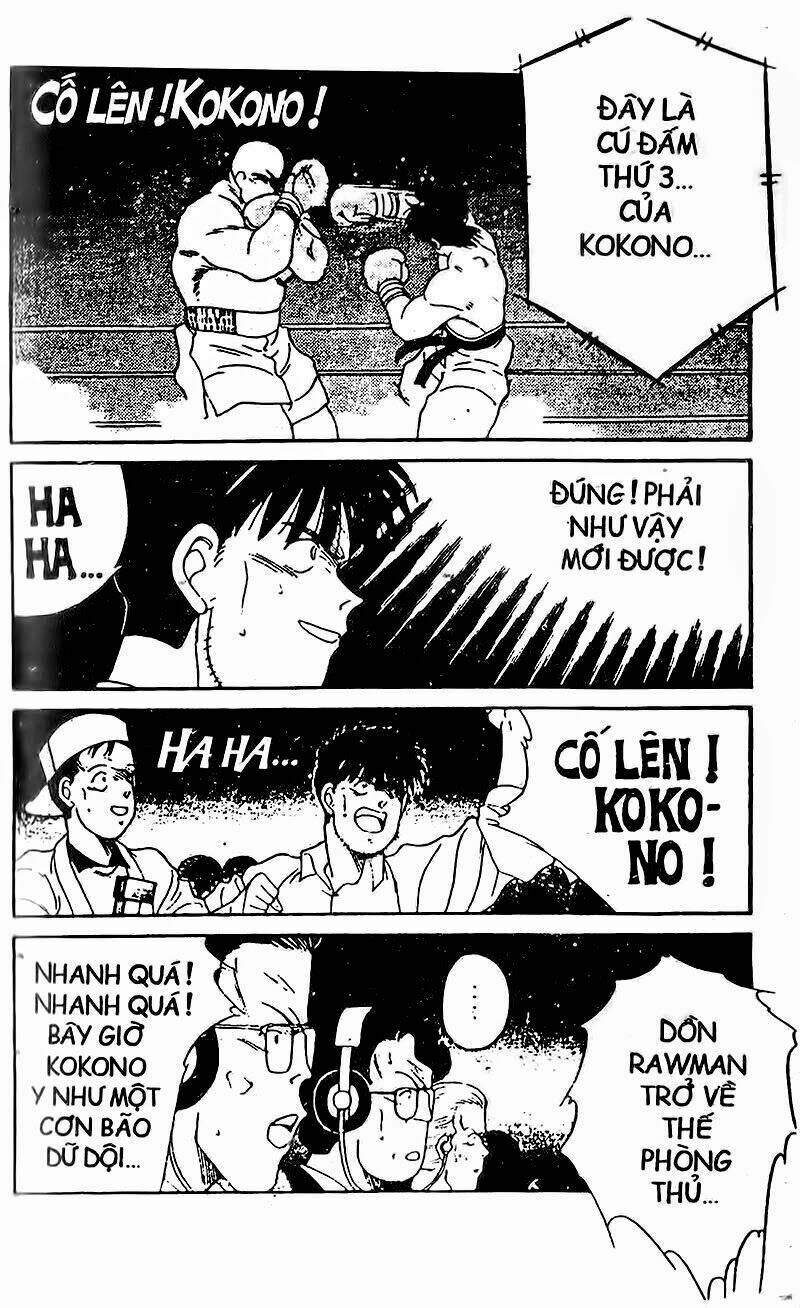 CỐ LÊN! KOKONO!
ĐÂY LÀ
CÚ ĐẤM
THỨ 3...
CỦA
KOKONO...
HA
HA...
ĐÚNG! PHẢI
NHƯ VẬY
MỚI ĐƯỢC!
HA HA...
CỐ LÊN!
KOKO-
NO!
NHANH QUÁ!
NHANH QUÁ!
BÂY GIỜ
KOKONO
Y NHƯ MỘT
CƠN BÃO
DỮ DỘI...
....
DỒN
RAWMAN
TRỞ VỀ
THẾ
PHÒNG
THỦ...